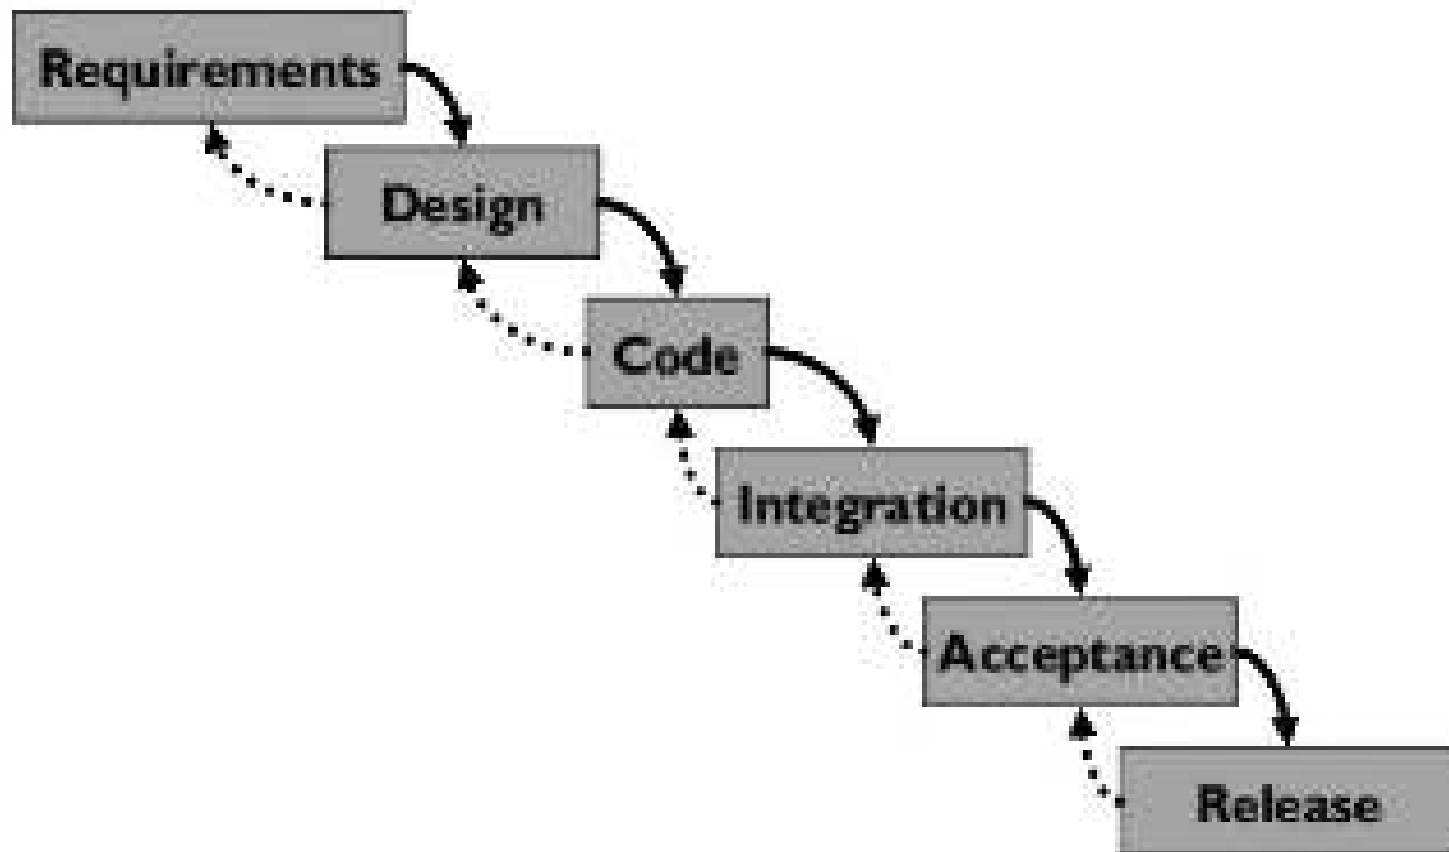 Requirements
Design
Code
Integration
Acceptance
Release